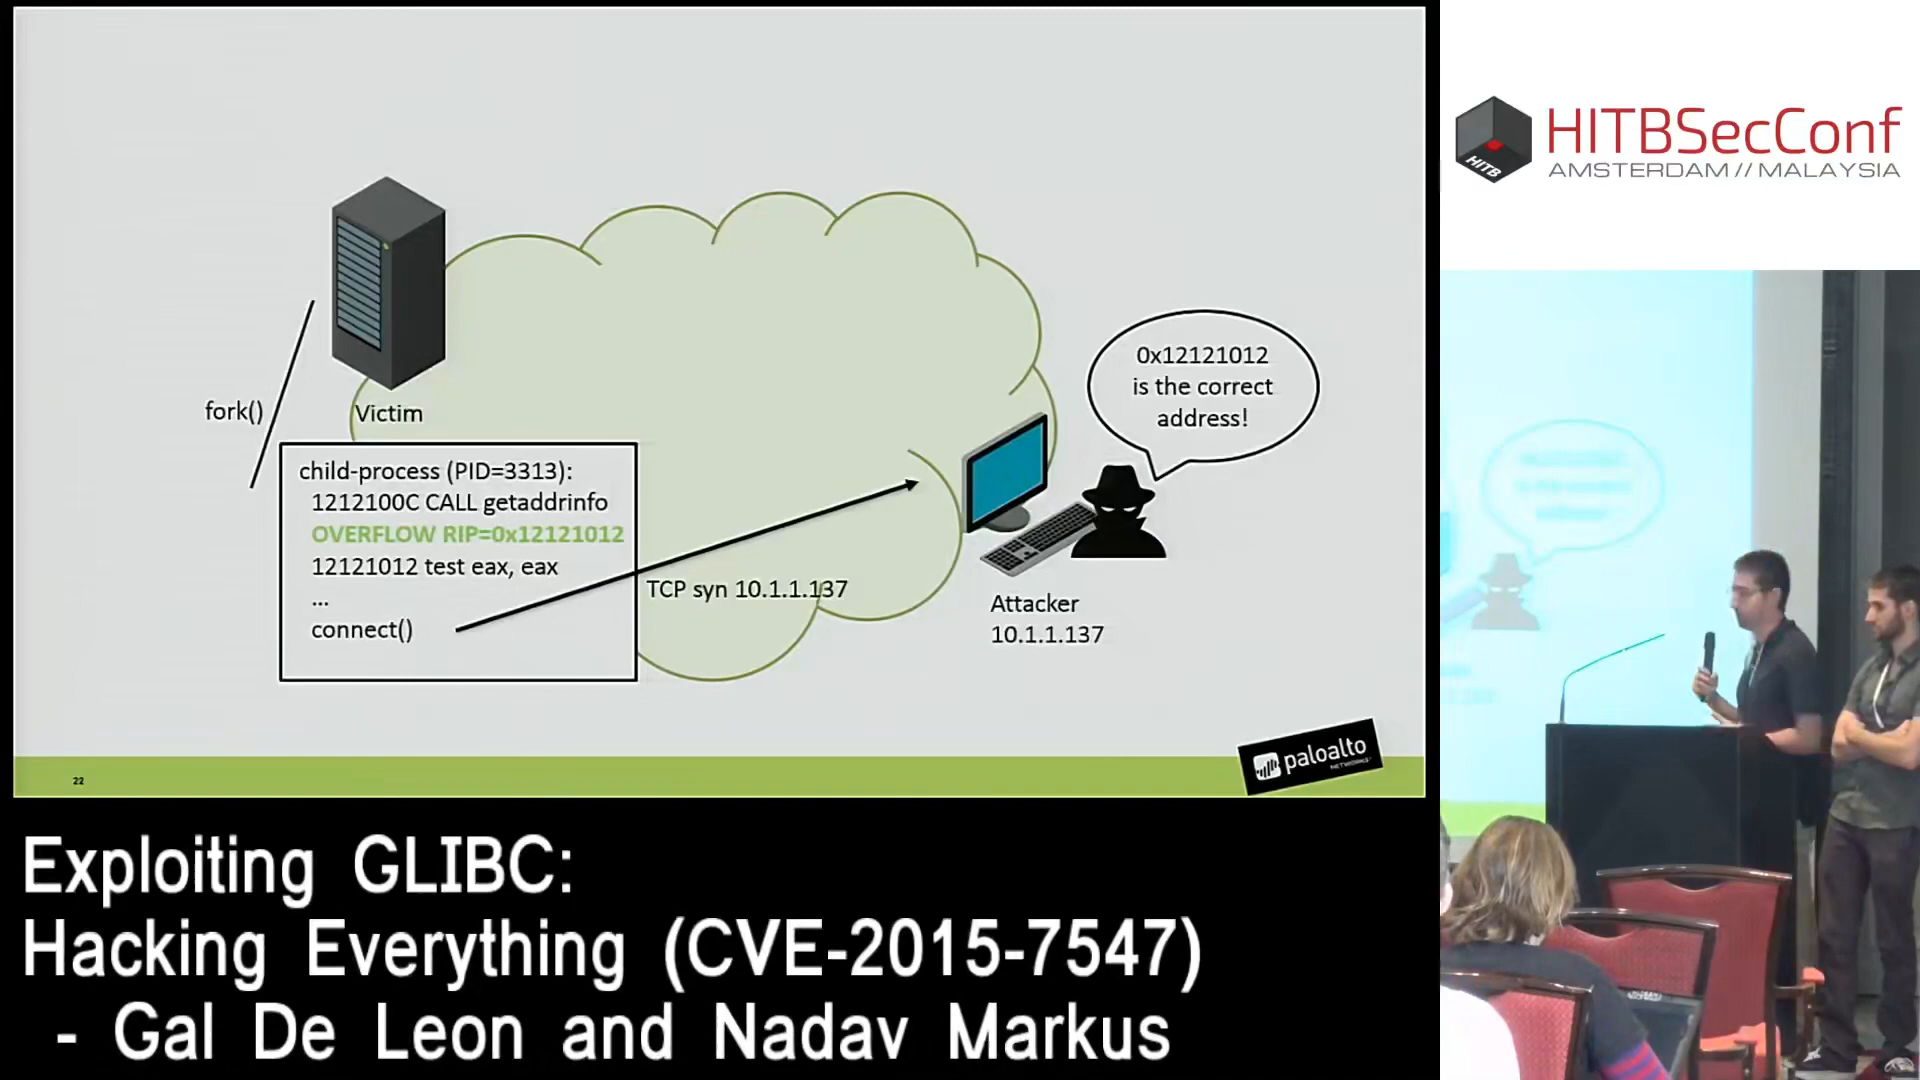 HITBSecConf
HITB
AMSTERDAM // MALAYSIA
0x12121012
is the correct
address!
fork()
Victim
child-process (PID=3313):
1212100C CALL getaddrinfo
OVERFLOW RIP=0x12121012
12121012 test eax, eax
...
connect()
TCP syn 10.1.1.137
Attacker
10.1.1.137
22
paloalto
NETWORKS
Exploiting GLIBC:
Hacking Everything (CVE-2015-7547)
- Gal De Leon and Nadav Markus